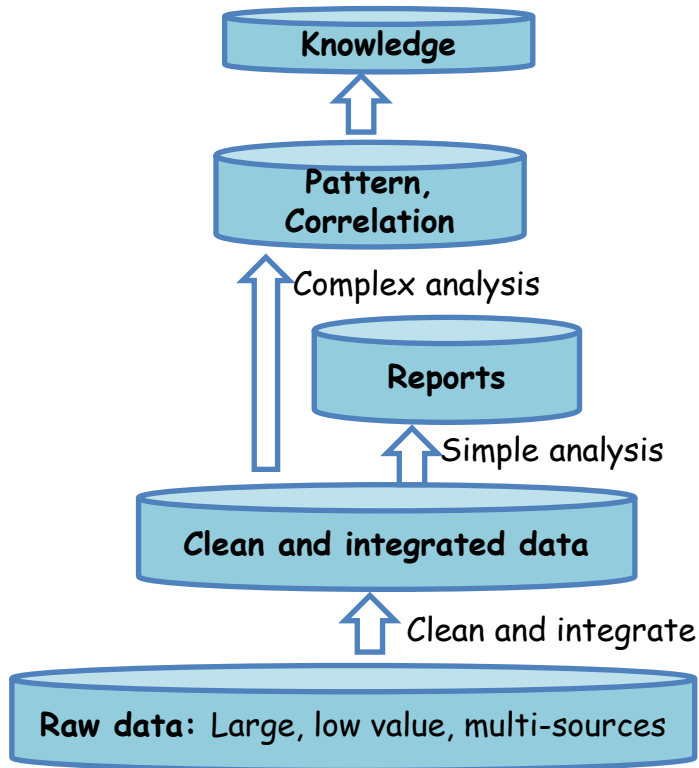 Knowledge
Pattern,
Correlation
Complex analysis
Reports
Simple analysis
Clean and integrated data
Clean and integrate
Raw data: Large, low value, multi-sources